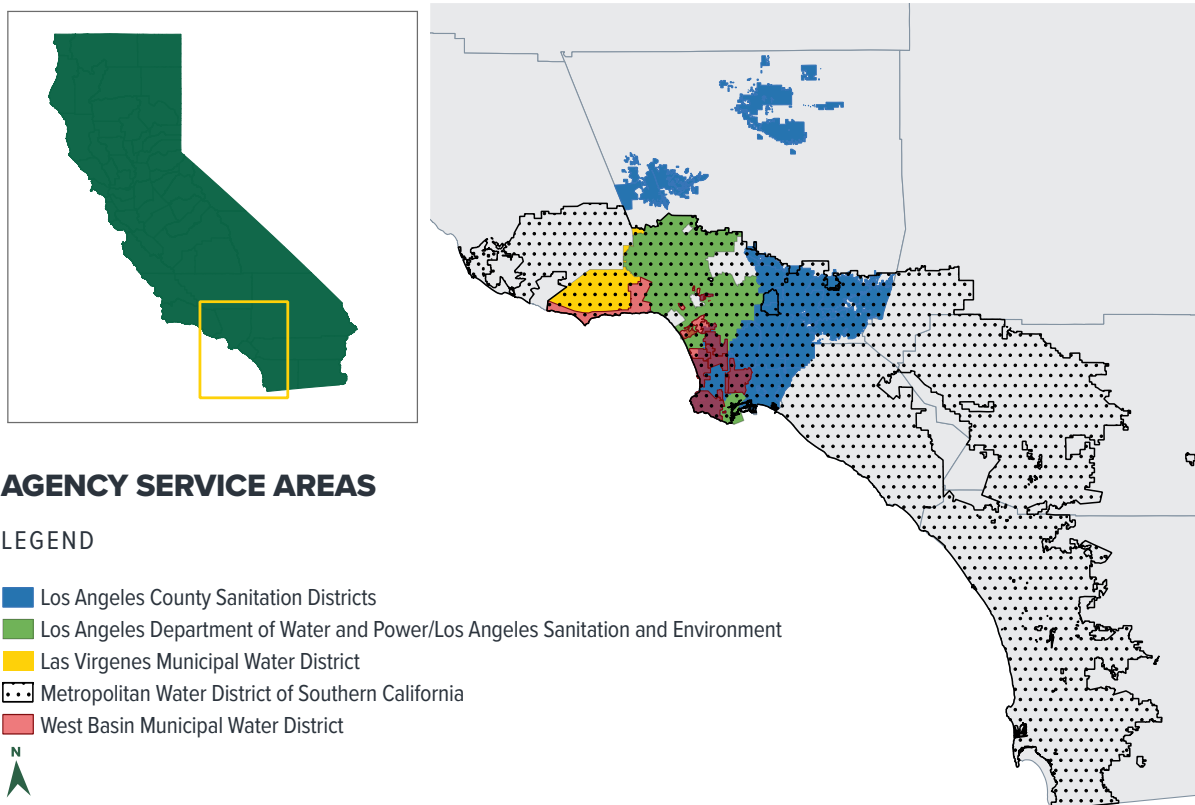 AGENCY SERVICE AREAS
LEGEND
Los Angeles County Sanitation Districts
Los Angeles Department of Water and Power/Los Angeles Sanitation and Environment
Las Virgenes Municipal Water District
Metropolitan Water District of Southern California
West Basin Municipal Water District
N